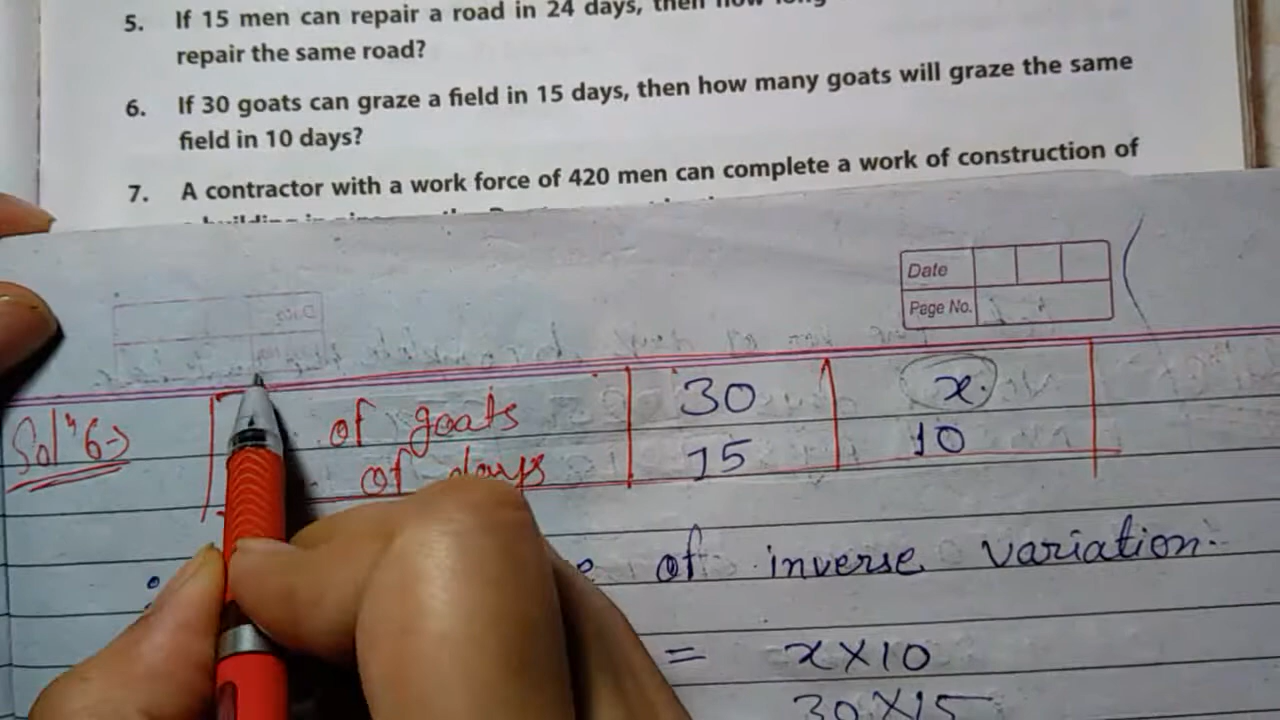 5. If 15 men can repair a road in 24 days, then how long
repair the same road?
6. If 30 goats can graze a field in 15 days, then how many goats will graze the same
field in 10 days?
7. A contractor with a work force of 420 men can complete a work of construction of
a building in
Date
Page No.
Solⁿ 6→ of goats 30 x.
of days 15 10
of inverse variation.
= x×10
30×15